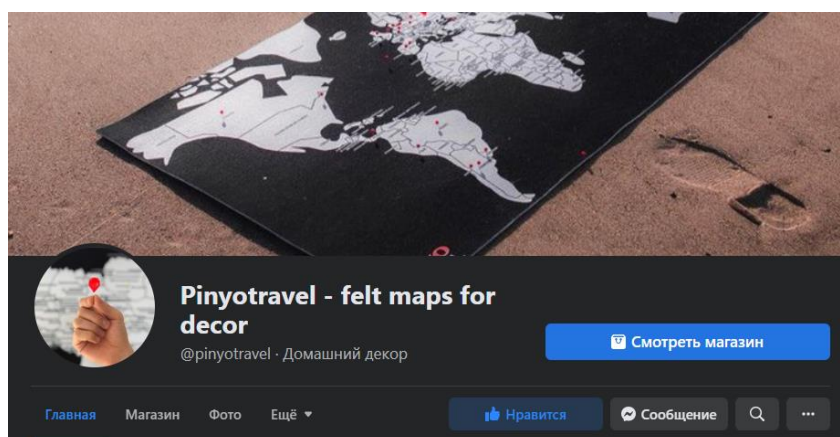 Pinyotravel - felt maps for
decor
@pinyotravel · Домашний декор
Смотреть магазин
Главная
Магазин
Фото
Ещё
Нравится
Сообщение